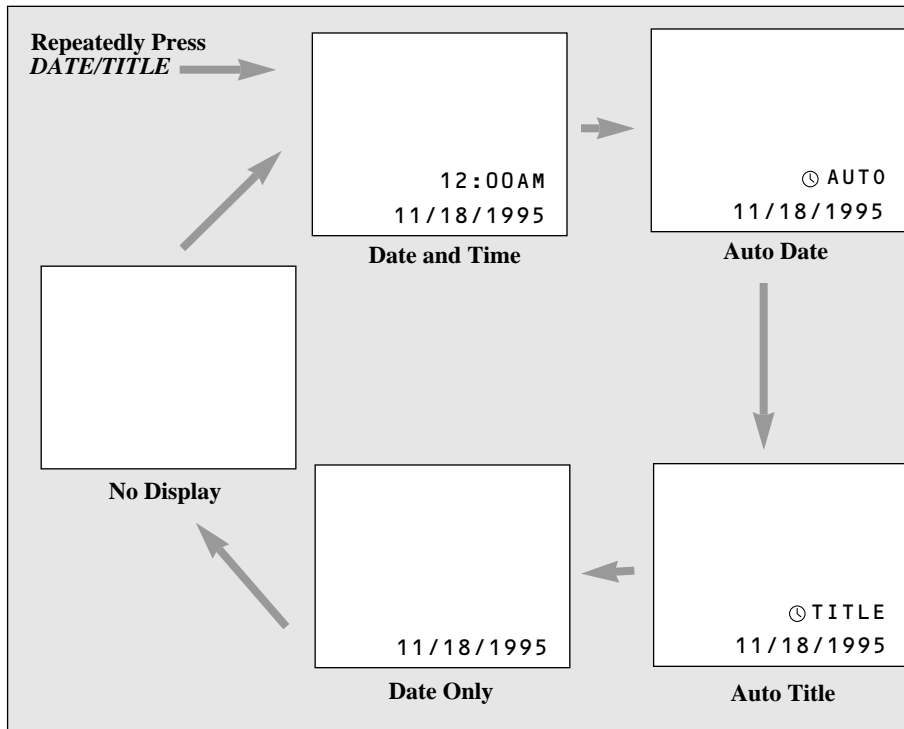 Repeatedly Press
DATE/TITLE
12:00AM
11/18/1995
Date and Time
AUTO
11/18/1995
Auto Date
TITLE
11/18/1995
Auto Title
11/18/1995
Date Only
No Display